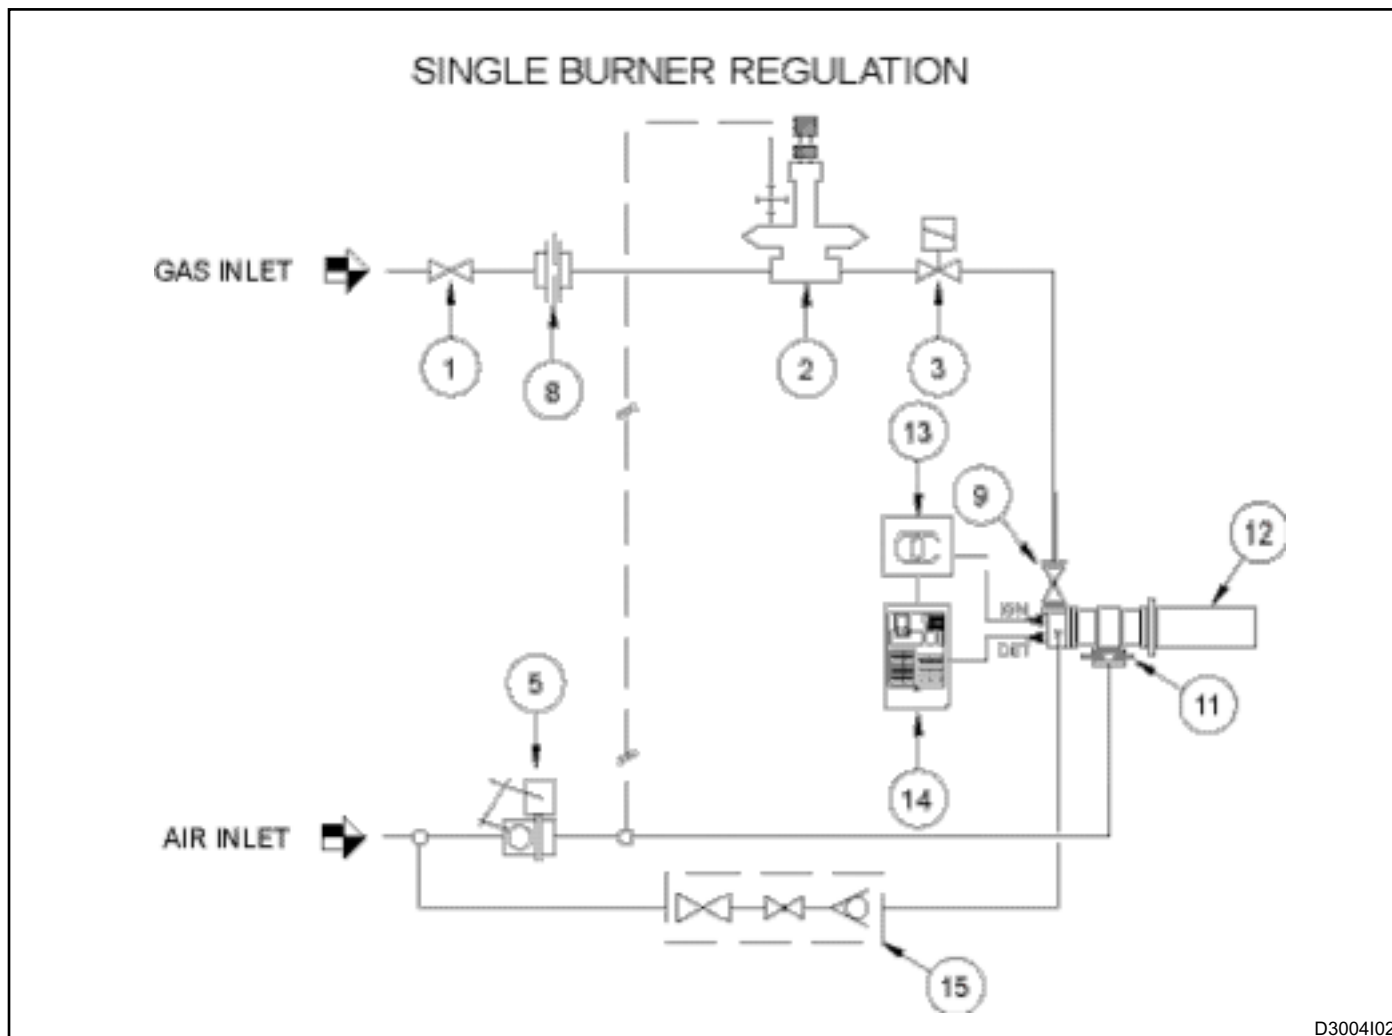 SINGLE BURNER REGULATION
GAS INLET
1
8
2
3
13
9
12
IGN
DET
5
11
14
AIR INLET
15
D3004I02